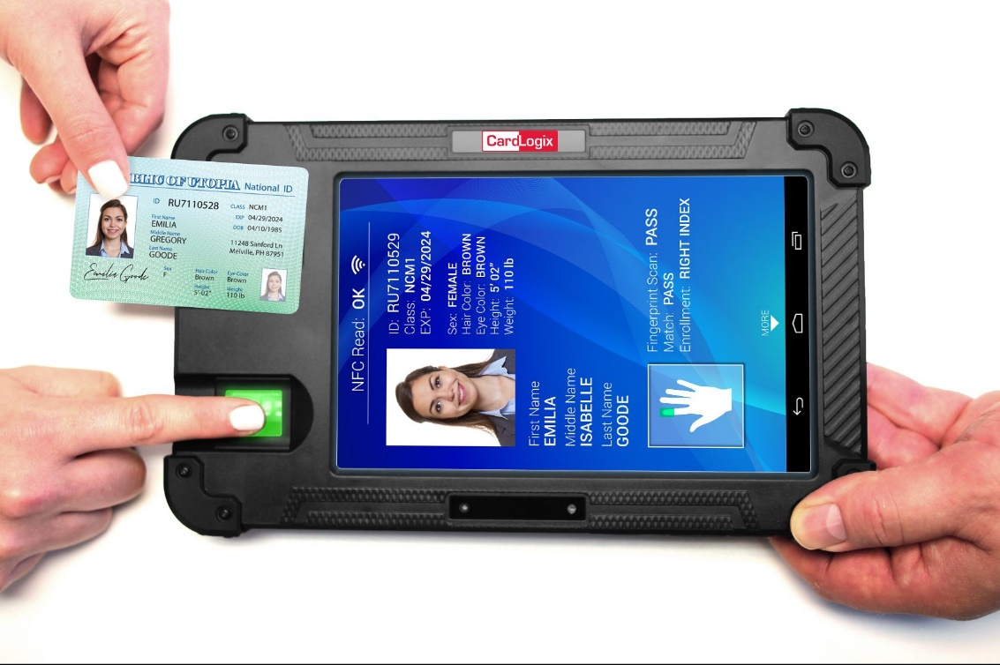 CardLogix
BLIC OF UTOPIA National ID
ID RU7110528
CLASS NCM1
EXP 04/29/2024
DOB 04/10/1985
First Name
EMILIA
Middle Name
GREGORY
Last Name
GOODE
11248 Sanford Ln
Melville, PH 87951
Emilia Goode
Sex
F
Hair Color
Brown
Eye Color
Brown
Height
5'-02"
Weight
110 lb
NFC Read: OK
ID: RU7110529
Class: NCM1
EXP: 04/29/2024
Sex: FEMALE
Hair Color: BROWN
Eye Color: BROWN
Height: 5' 02"
Weight: 110 lb
First Name
EMILIA
Middle Name
ISABELLE
Last Name
GOODE
Fingerprint Scan: PASS
Match: PASS
Enrollment: RIGHT INDEX
MORE